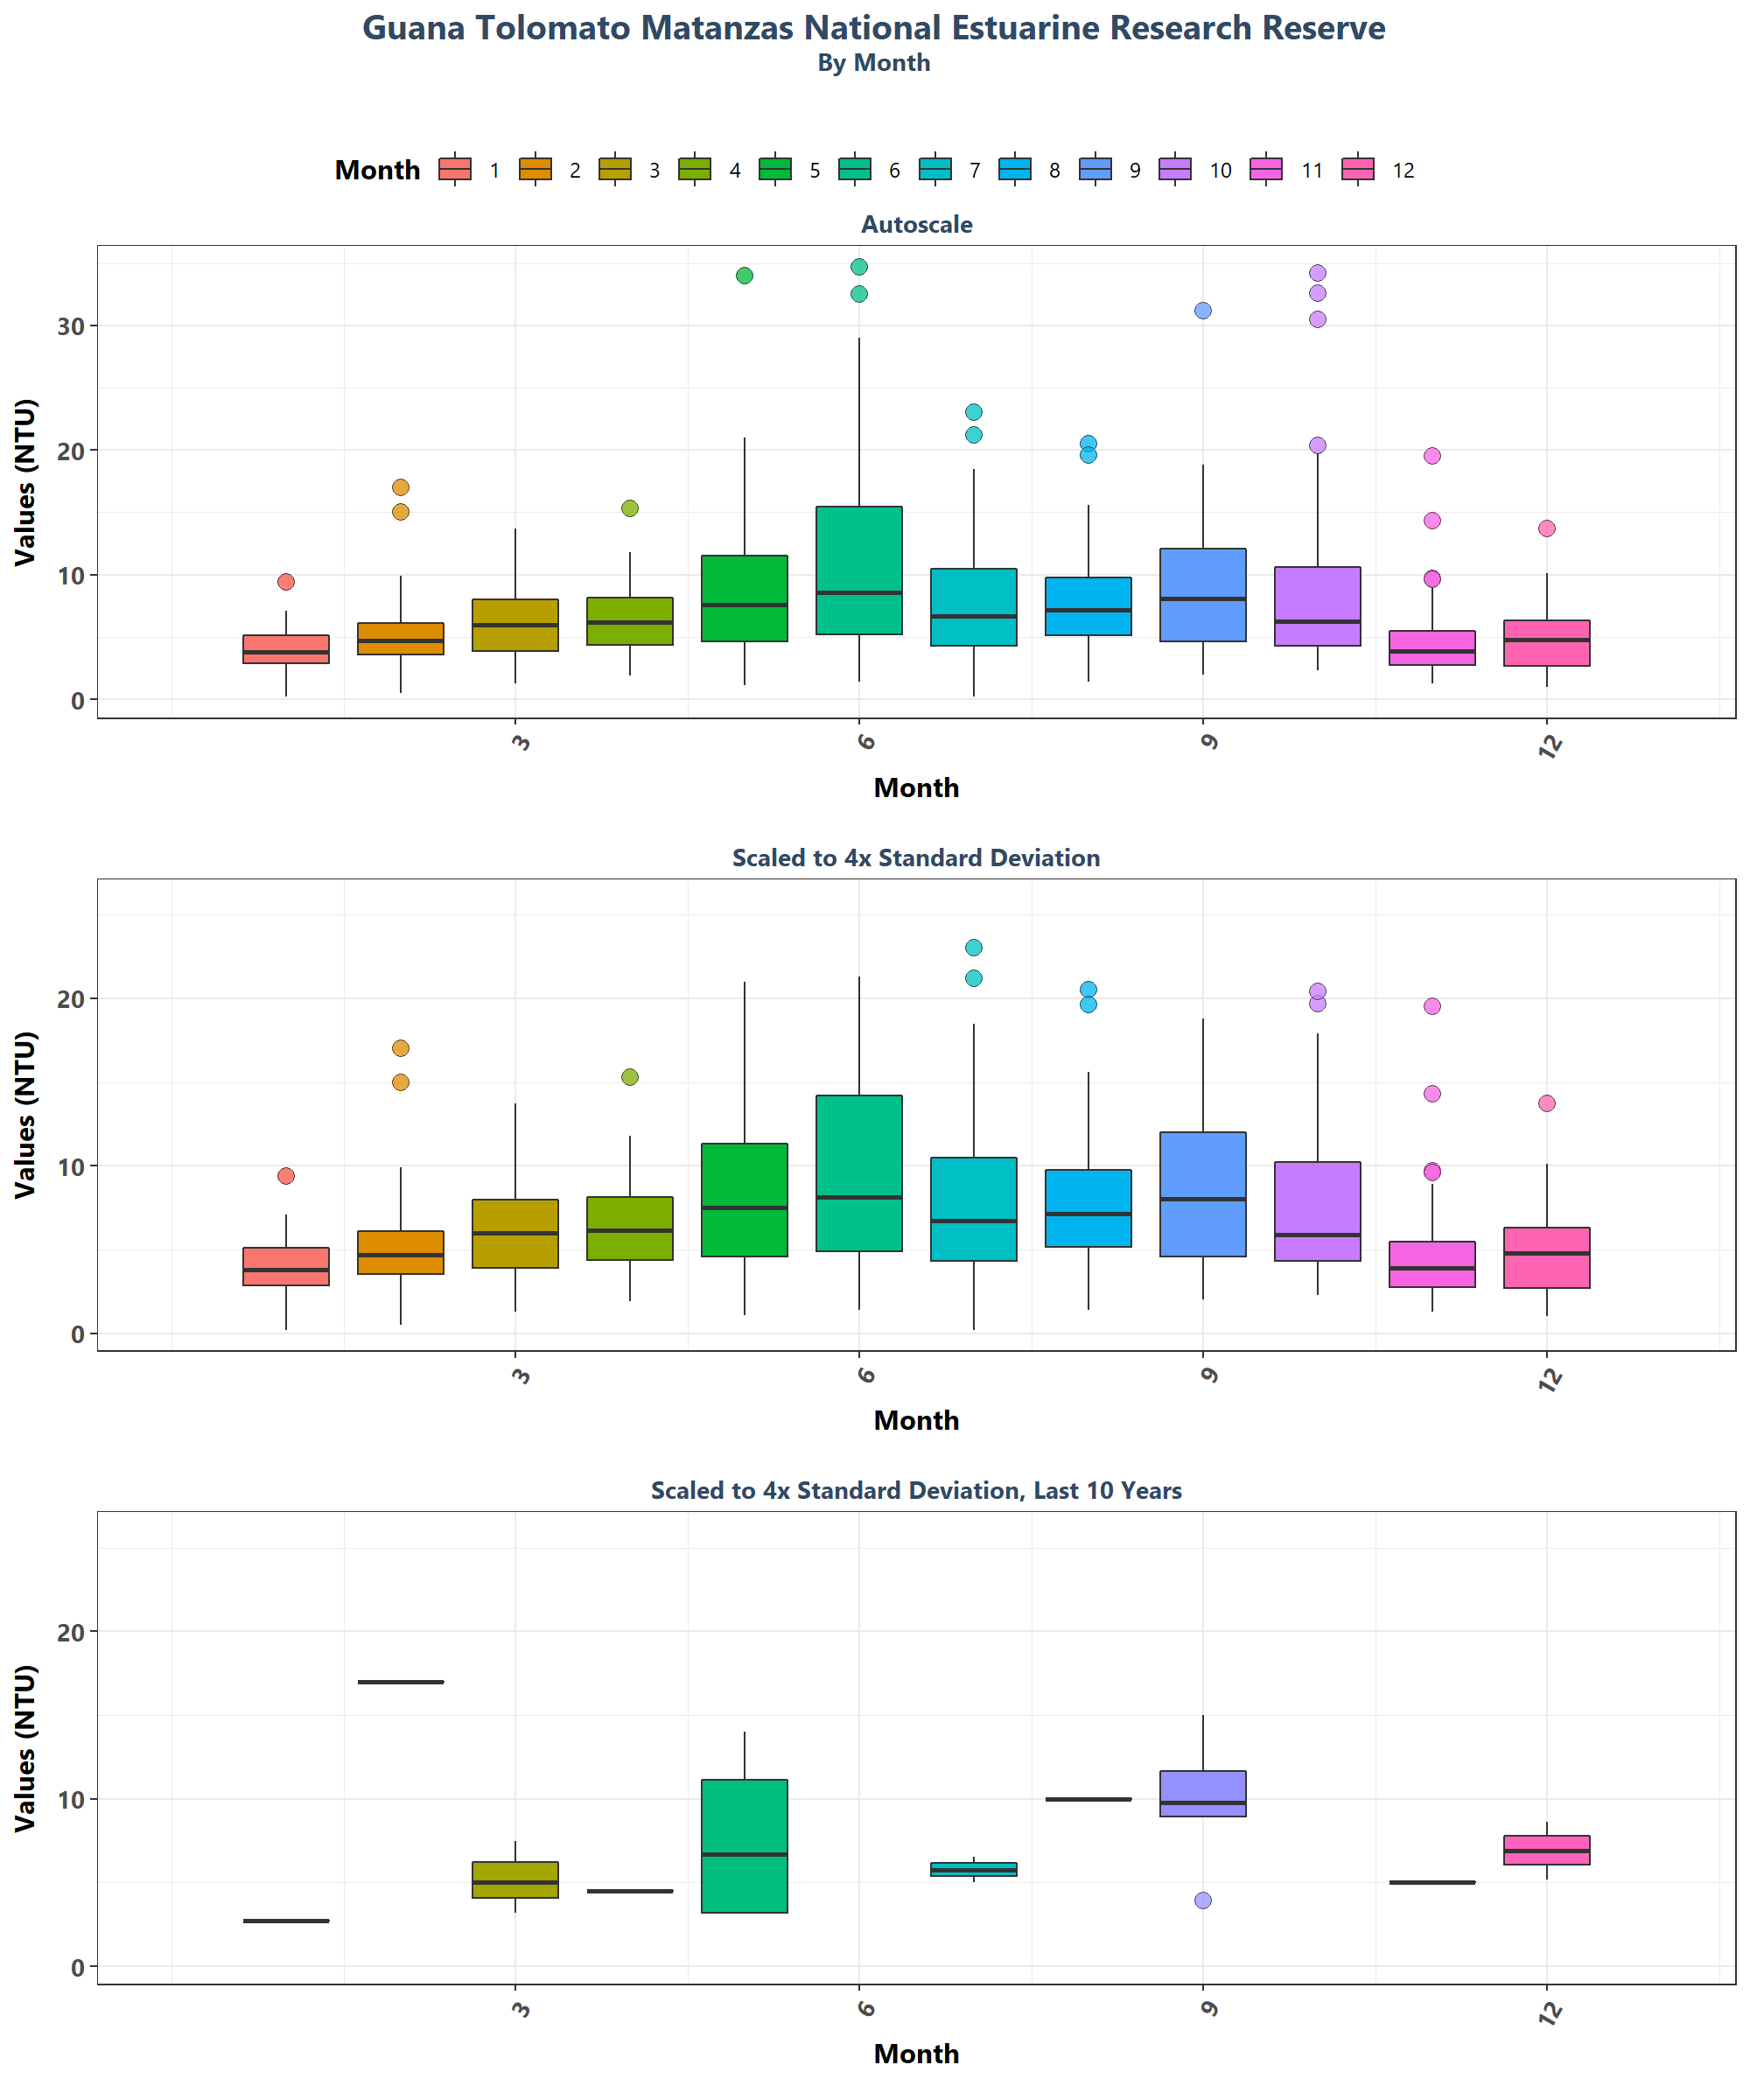 Guana Tolomato Matanzas National Estuarine Research Reserve
By Month
Month 1 2 3 4 5 6 7 8 9 10 11 12
Autoscale
Values (NTU)
30
20
10
0
3 6 9 12
Month
Scaled to 4x Standard Deviation
Values (NTU)
20
10
0
3 6 9 12
Month
Scaled to 4x Standard Deviation, Last 10 Years
Values (NTU)
20
10
0
3 6 9 12
Month